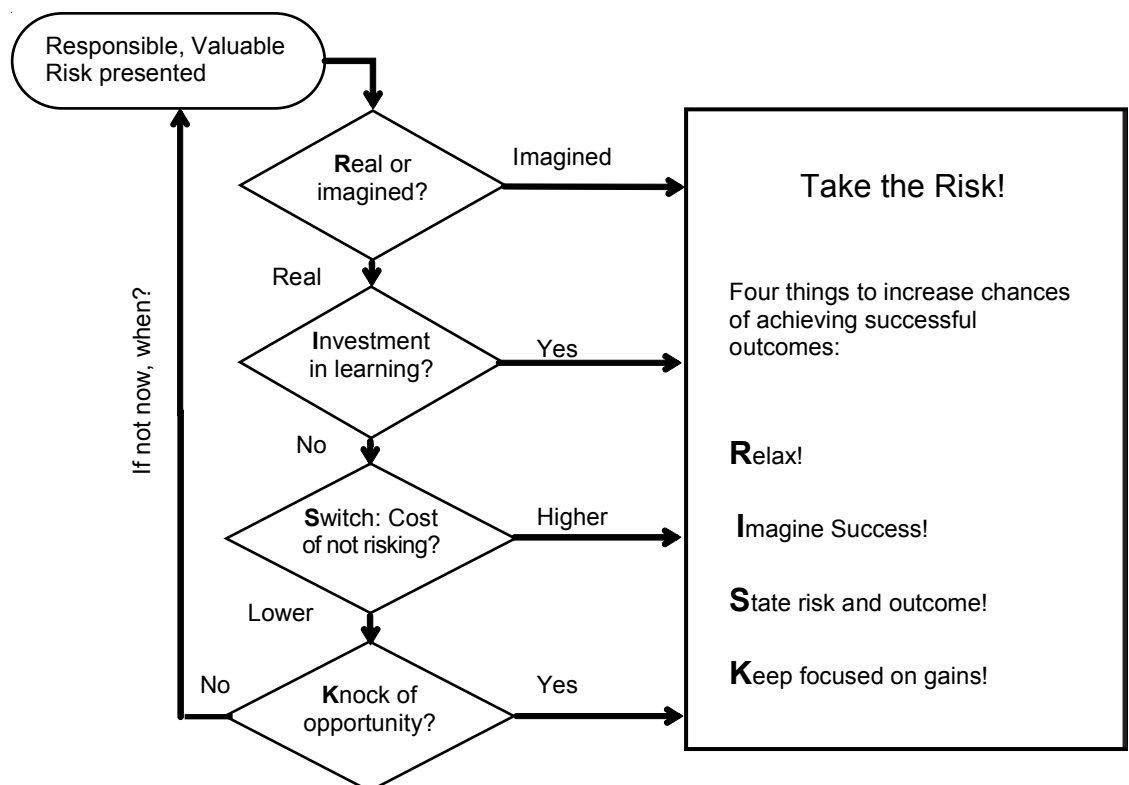 Responsible, Valuable
Risk presented
Real or
imagined?
Imagined
Real
Investment
in learning?
Yes
No
Switch: Cost
of not risking?
Higher
Lower
Knock of
opportunity?
Yes
No
If not now, when?
Take the Risk!
Four things to increase chances
of achieving successful
outcomes:
Relax!
Imagine Success!
State risk and outcome!
Keep focused on gains!